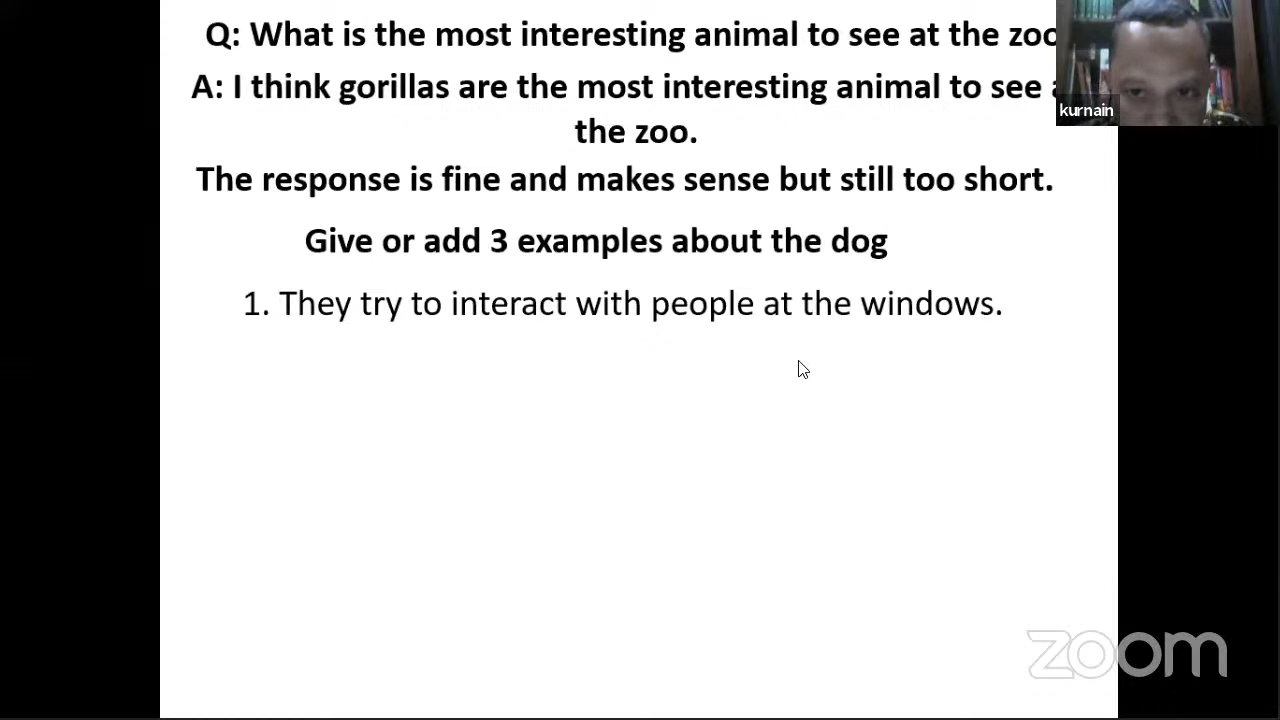 Q: What is the most interesting animal to see at the zoo
A: I think gorillas are the most interesting animal to see
the zoo.
The response is fine and makes sense but still too short.
Give or add 3 examples about the dog
1. They try to interact with people at the windows.
kurnain
zoom